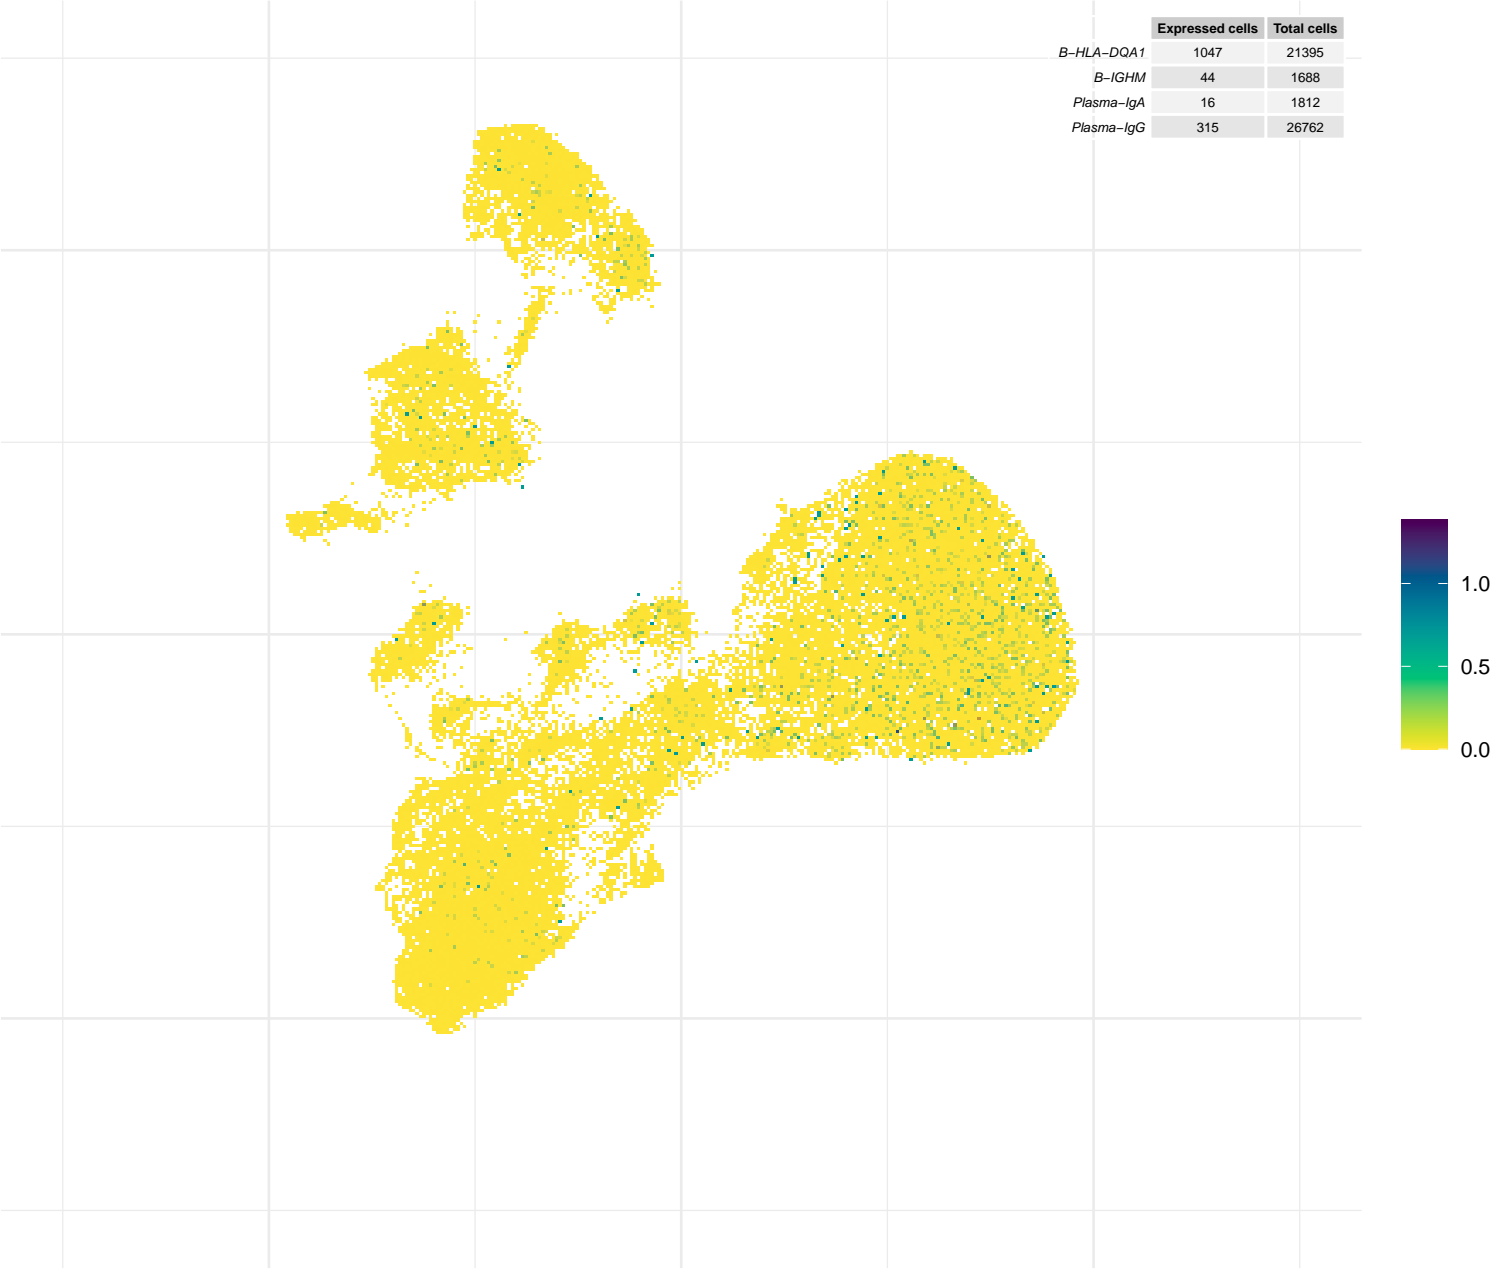 Expressed cells Total cells
B−HLA−DQA1 1047 21395
B−IGHM 44 1688
Plasma−IgA 16 1812
Plasma−IgG 315 26762
1.0
0.5
0.0